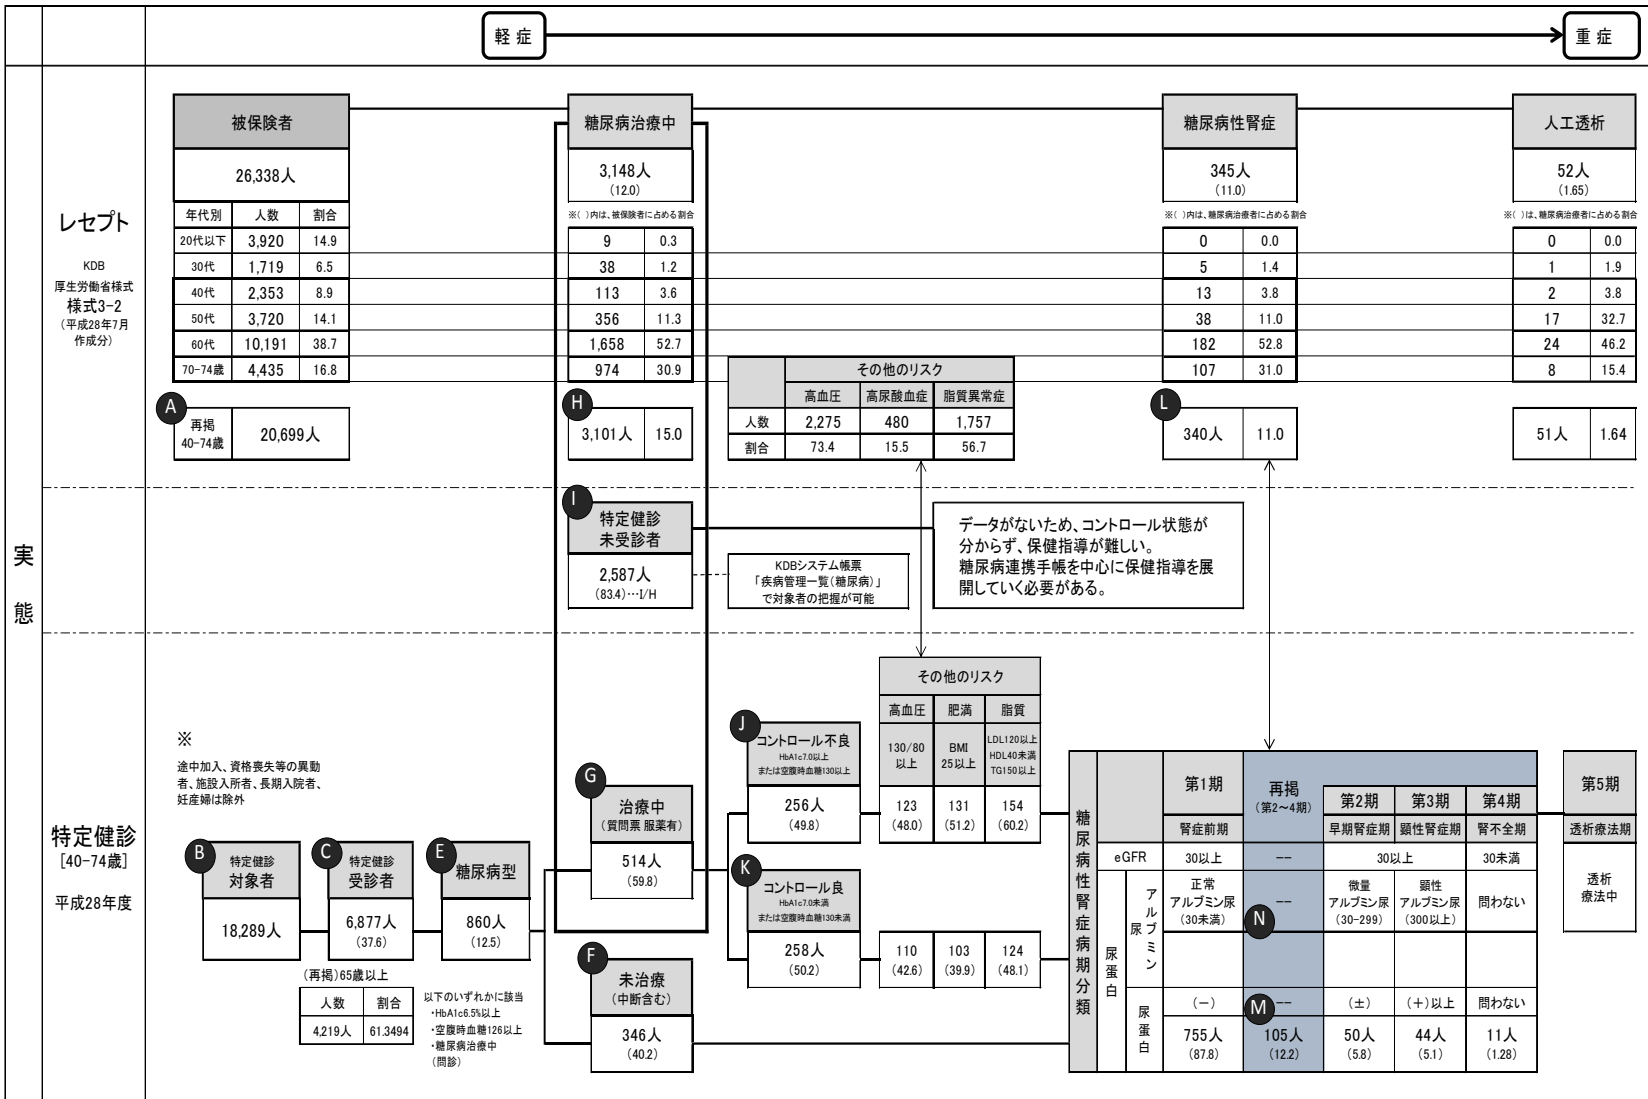 軽症
重症
実態
レセプト
KDB
厚生労働省様式
様式3-2
(平成28年7月
作成分)
被保険者
26,338人
年代別 人数 割合
20代以下 3,920 14.9
30代 1,719 6.5
40代 2,353 8.9
50代 3,720 14.1
60代 10,191 38.7
70-74歳 4,435 16.8
A
再掲
40-74歳
20,699人
糖尿病治療中
3,148人
(12.0)
※( )内は、被保険者に占める割合
9 0.3
38 1.2
113 3.6
356 11.3
1,658 52.7
974 30.9
H
3,101人 15.0
その他のリスク
高血圧 高尿酸血症 脂質異常症
人数 2,275 480 1,757
割合 73.4 15.5 56.7
糖尿病性腎症
345人
(11.0)
※( )内は、糖尿病治療者に占める割合
0 0.0
5 1.4
13 3.8
38 11.0
182 52.8
107 31.0
L
340人 11.0
人工透析
52人
(1.65)
※( )は、糖尿病治療者に占める割合
0 0.0
1 1.9
2 3.8
17 32.7
24 46.2
8 15.4
51人 1.64
I
特定健診
未受診者
2,587人
(83.4)…I/H
KDBシステム帳票
「疾病管理一覧(糖尿病)」
で対象者の把握が可能
データがないため、コントロール状態が
分からず、保健指導が難しい。
糖尿病連携手帳を中心に保健指導を展
開していく必要がある。
特定健診
[40-74歳]
平成28年度
※
途中加入、資格喪失等の異動
者、施設入所者、長期入院者、
妊産婦は除外
B
特定健診
対象者
18,289人
C
特定健診
受診者
6,877人
(37.6)
(再掲)65歳以上
人数 割合
4,219人 61.3494
E
糖尿病型
860人
(12.5)
以下のいずれかに該当
・HbA1c6.5%以上
・空腹時血糖126以上
・糖尿病治療中
(問診)
G
治療中
(質問票 服薬有)
514人
(59.8)
F
未治療
(中断含む)
346人
(40.2)
J
コントロール不良
HbA1c7.0以上
または空腹時血糖130以上
256人
(49.8)
K
コントロール良
HbA1c7.0未満
または空腹時血糖130未満
258人
(50.2)
その他のリスク
高血圧 肥満 脂質
130/80
以上
BMI
25以上
LDL120以上
HDL40未満
TG150以上
123 131 154
(48.0) (51.2) (60.2)
110 103 124
(42.6) (39.9) (48.1)
糖尿病性腎症病期分類
第1期
再掲
(第2~4期)
第2期 第3期 第4期
腎症前期 早期腎症期 顕性腎症期 腎不全期
eGFR 30以上 -- 30以上 30未満
尿蛋白
尿アルブミン
正常
アルブミン尿
(30未満)
--
N
微量
アルブミン尿
(30-299)
顕性
アルブミン尿
(300以上)
問わない
尿蛋白
(-) -- (±) (+)以上 問わない
M
755人 105人 50人 44人 11人
(87.8) (12.2) (5.8) (5.1) (1.28)
第5期
透析療法期
透析
療法中